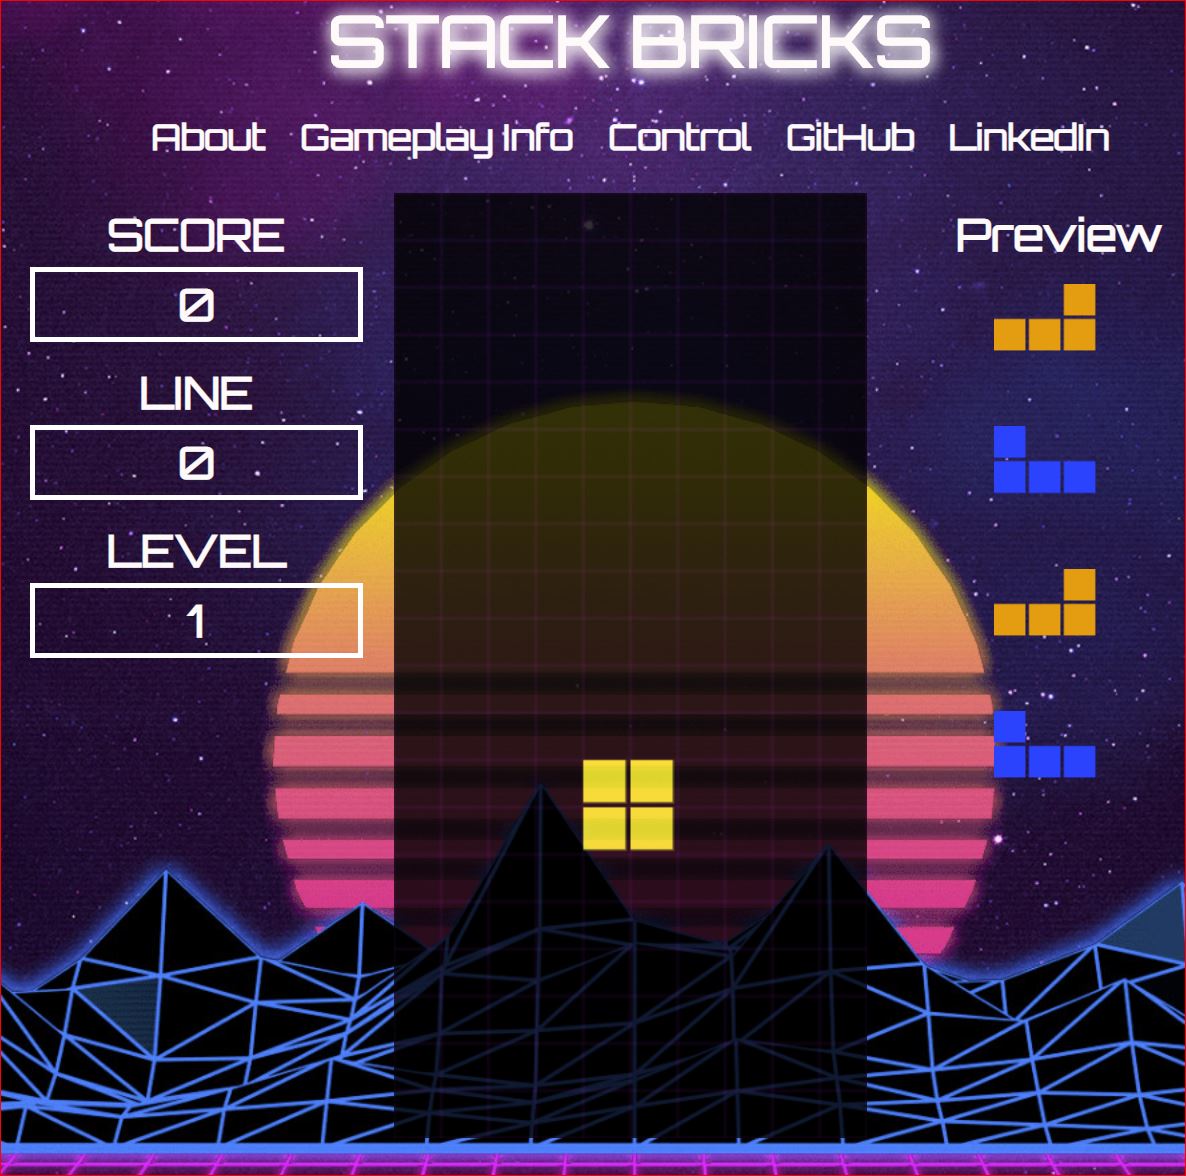 STACK BRICKS
About Gameplay Info Control GitHub LinkedIn
SCORE
0
LINE
0
LEVEL
1
Preview